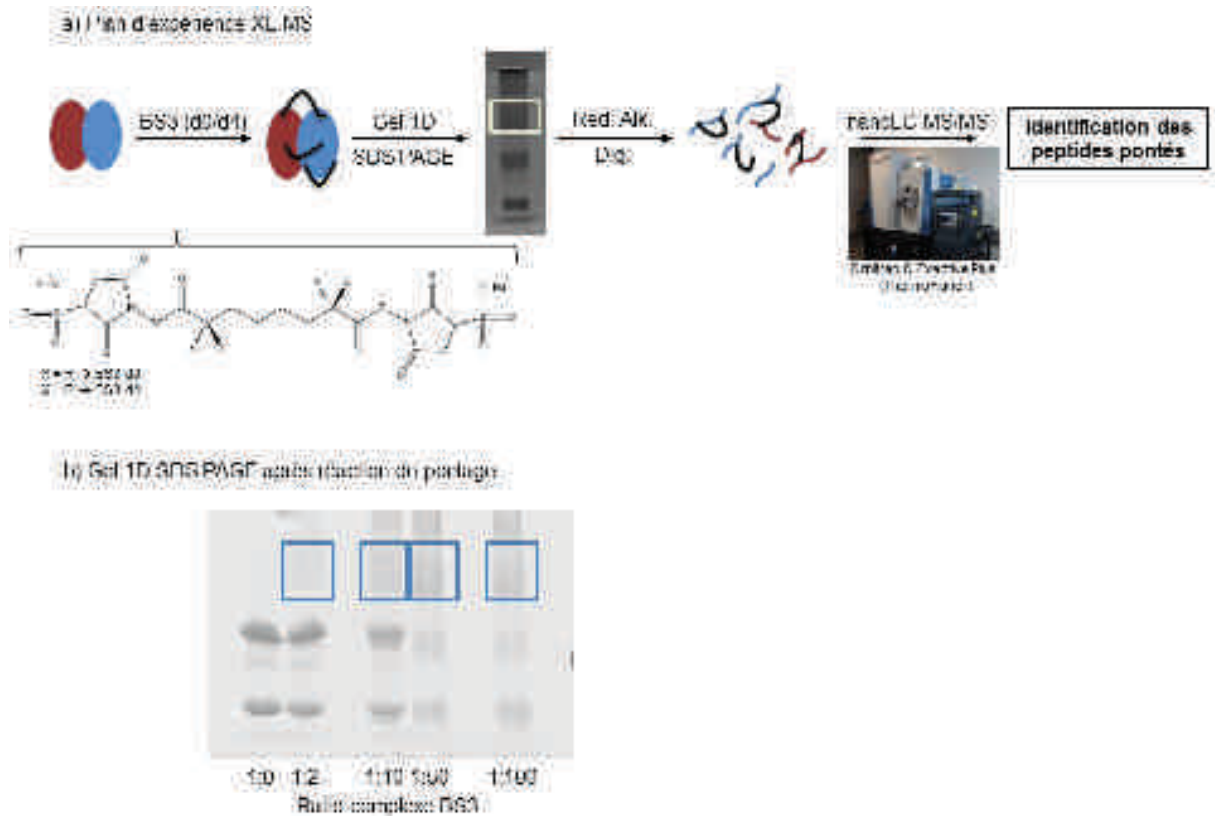 a) Plan d'expérience XL-MS
BS3 (d0/d4)
Gel 1D
SDS PAGE
Red. Alk.
Dig.
nanoLC MS/MS
Identification des
peptides pontés
b) Gel 1D SDS PAGE après réaction de pontage
1:0 1:2 1:10 1:50 1:100
Ratio complexe BS3